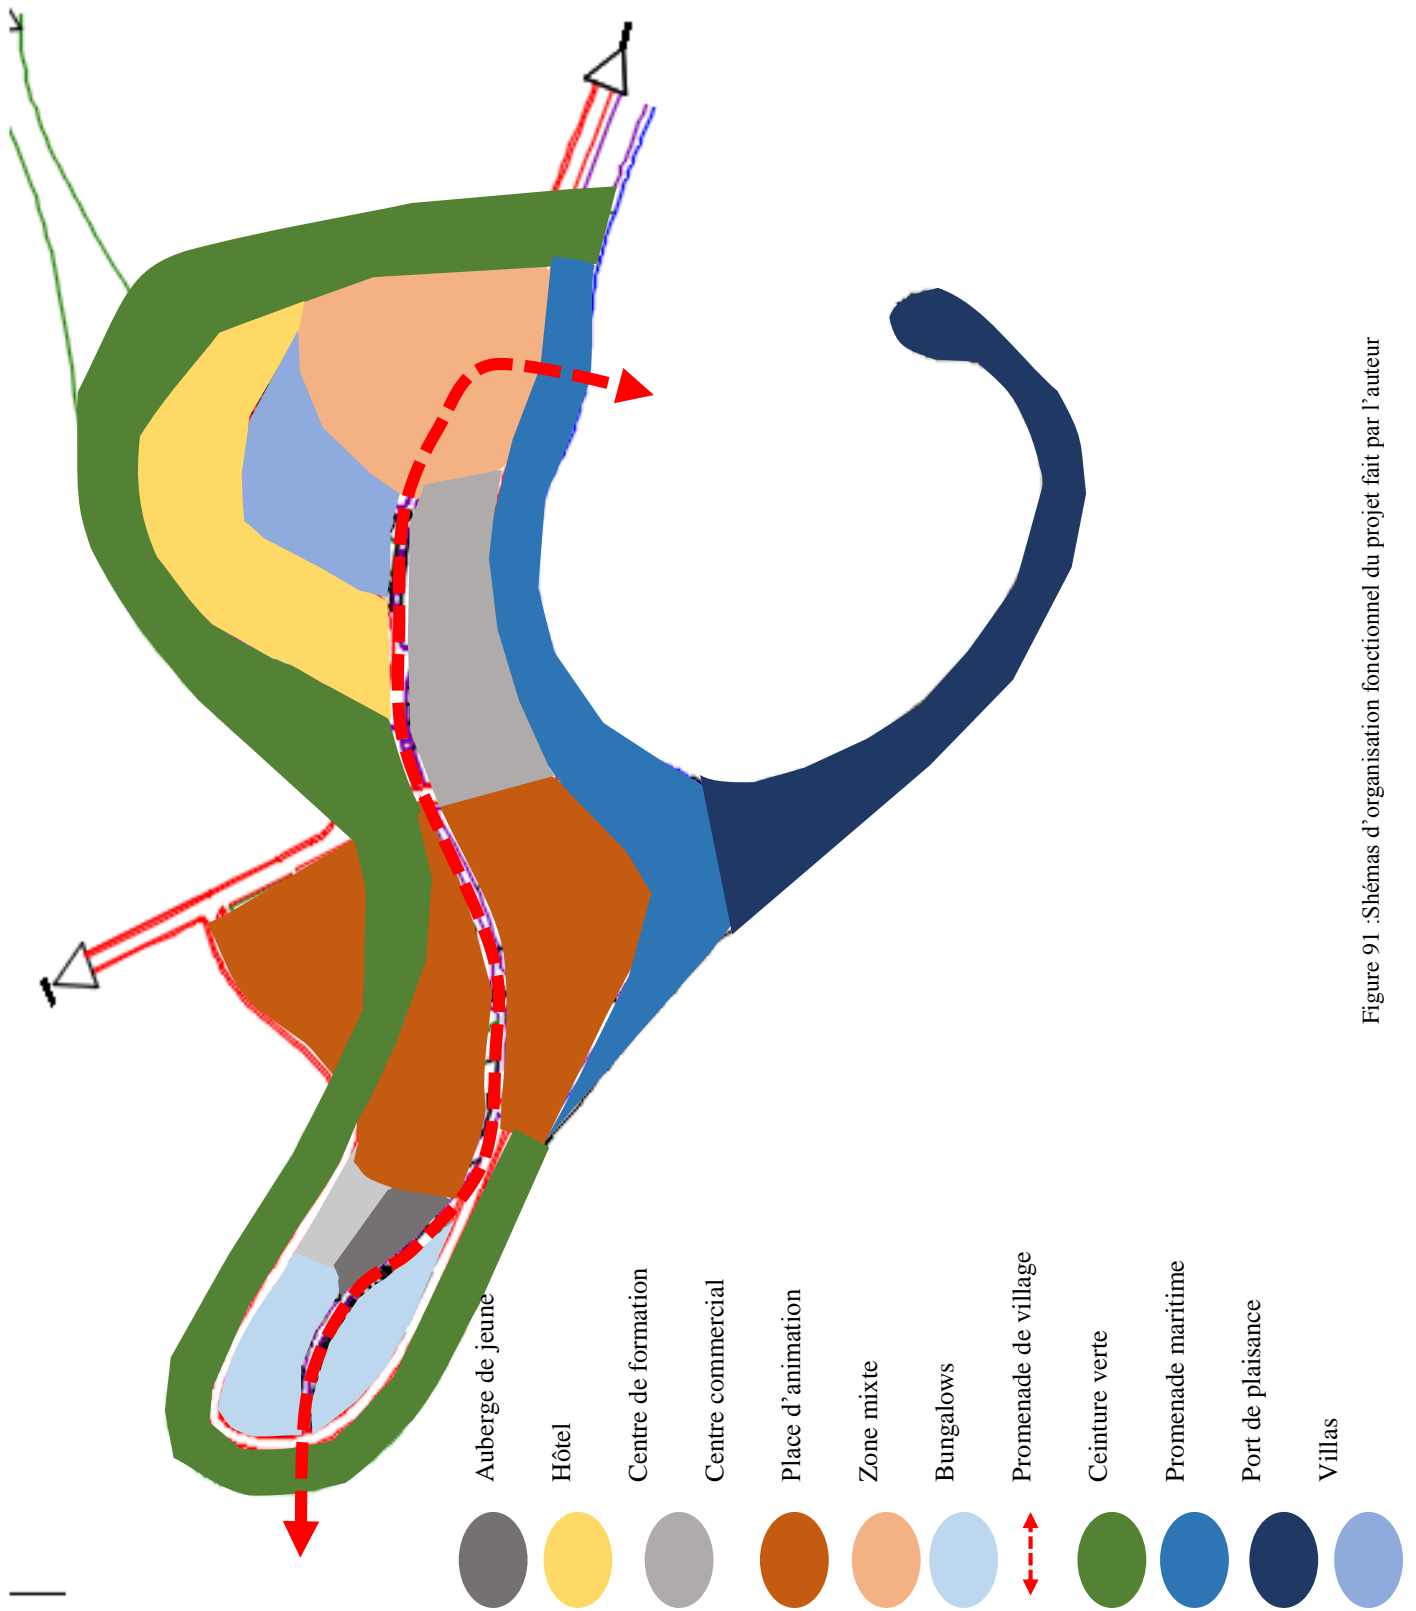 Auberge de jeune
Hôtel
Centre de formation
Centre commercial
Place d'animation
Zone mixte
Bungalows
Promenade de village
Ceinture verte
Promenade maritime
Port de plaisance
Villas
Figure 91 :Shémas d'organisation fonctionnel du projet fait par l'auteur